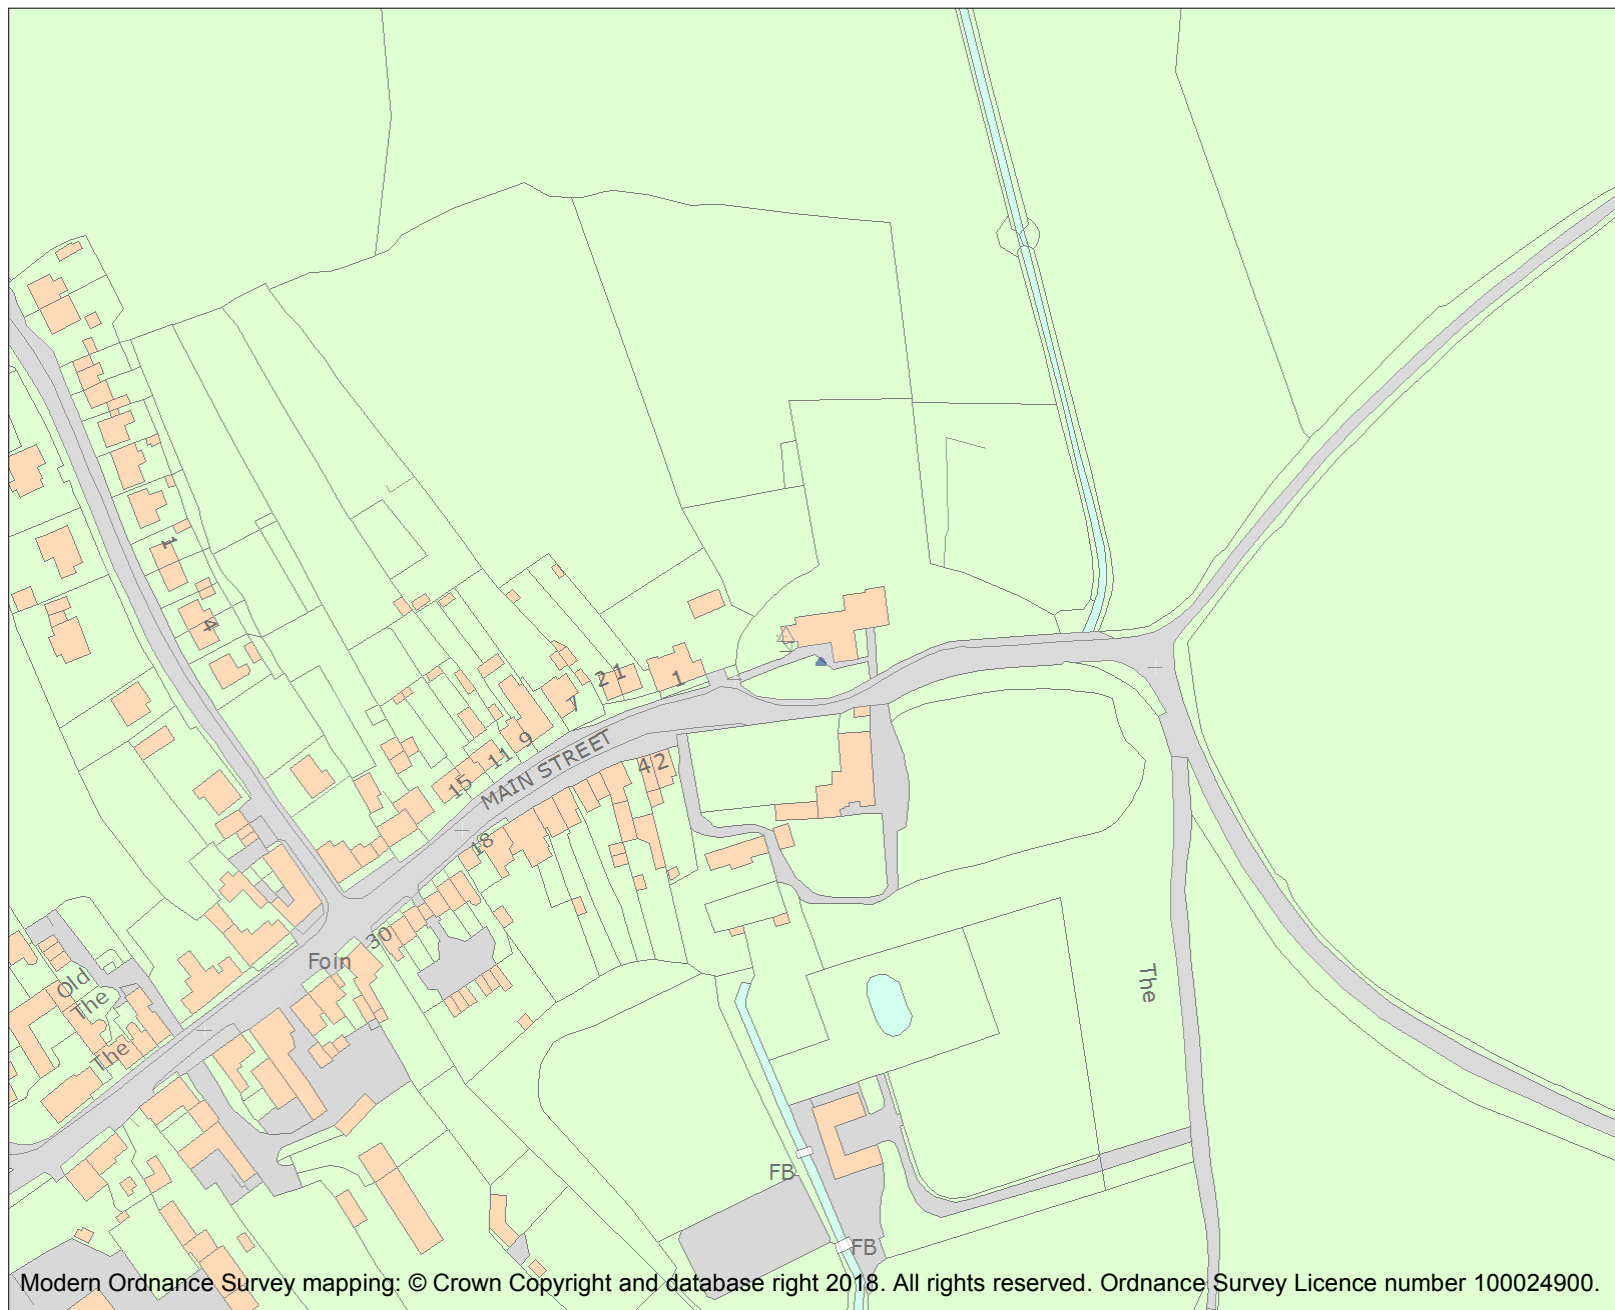 1
4
2 1
1
7
9
11
15
MAIN STREET
4 2
18
30
Foin
Old
The
The
The
FB
FB
Modern Ordnance Survey mapping: © Crown Copyright and database right 2018. All rights reserved. Ordnance Survey Licence number 100024900.